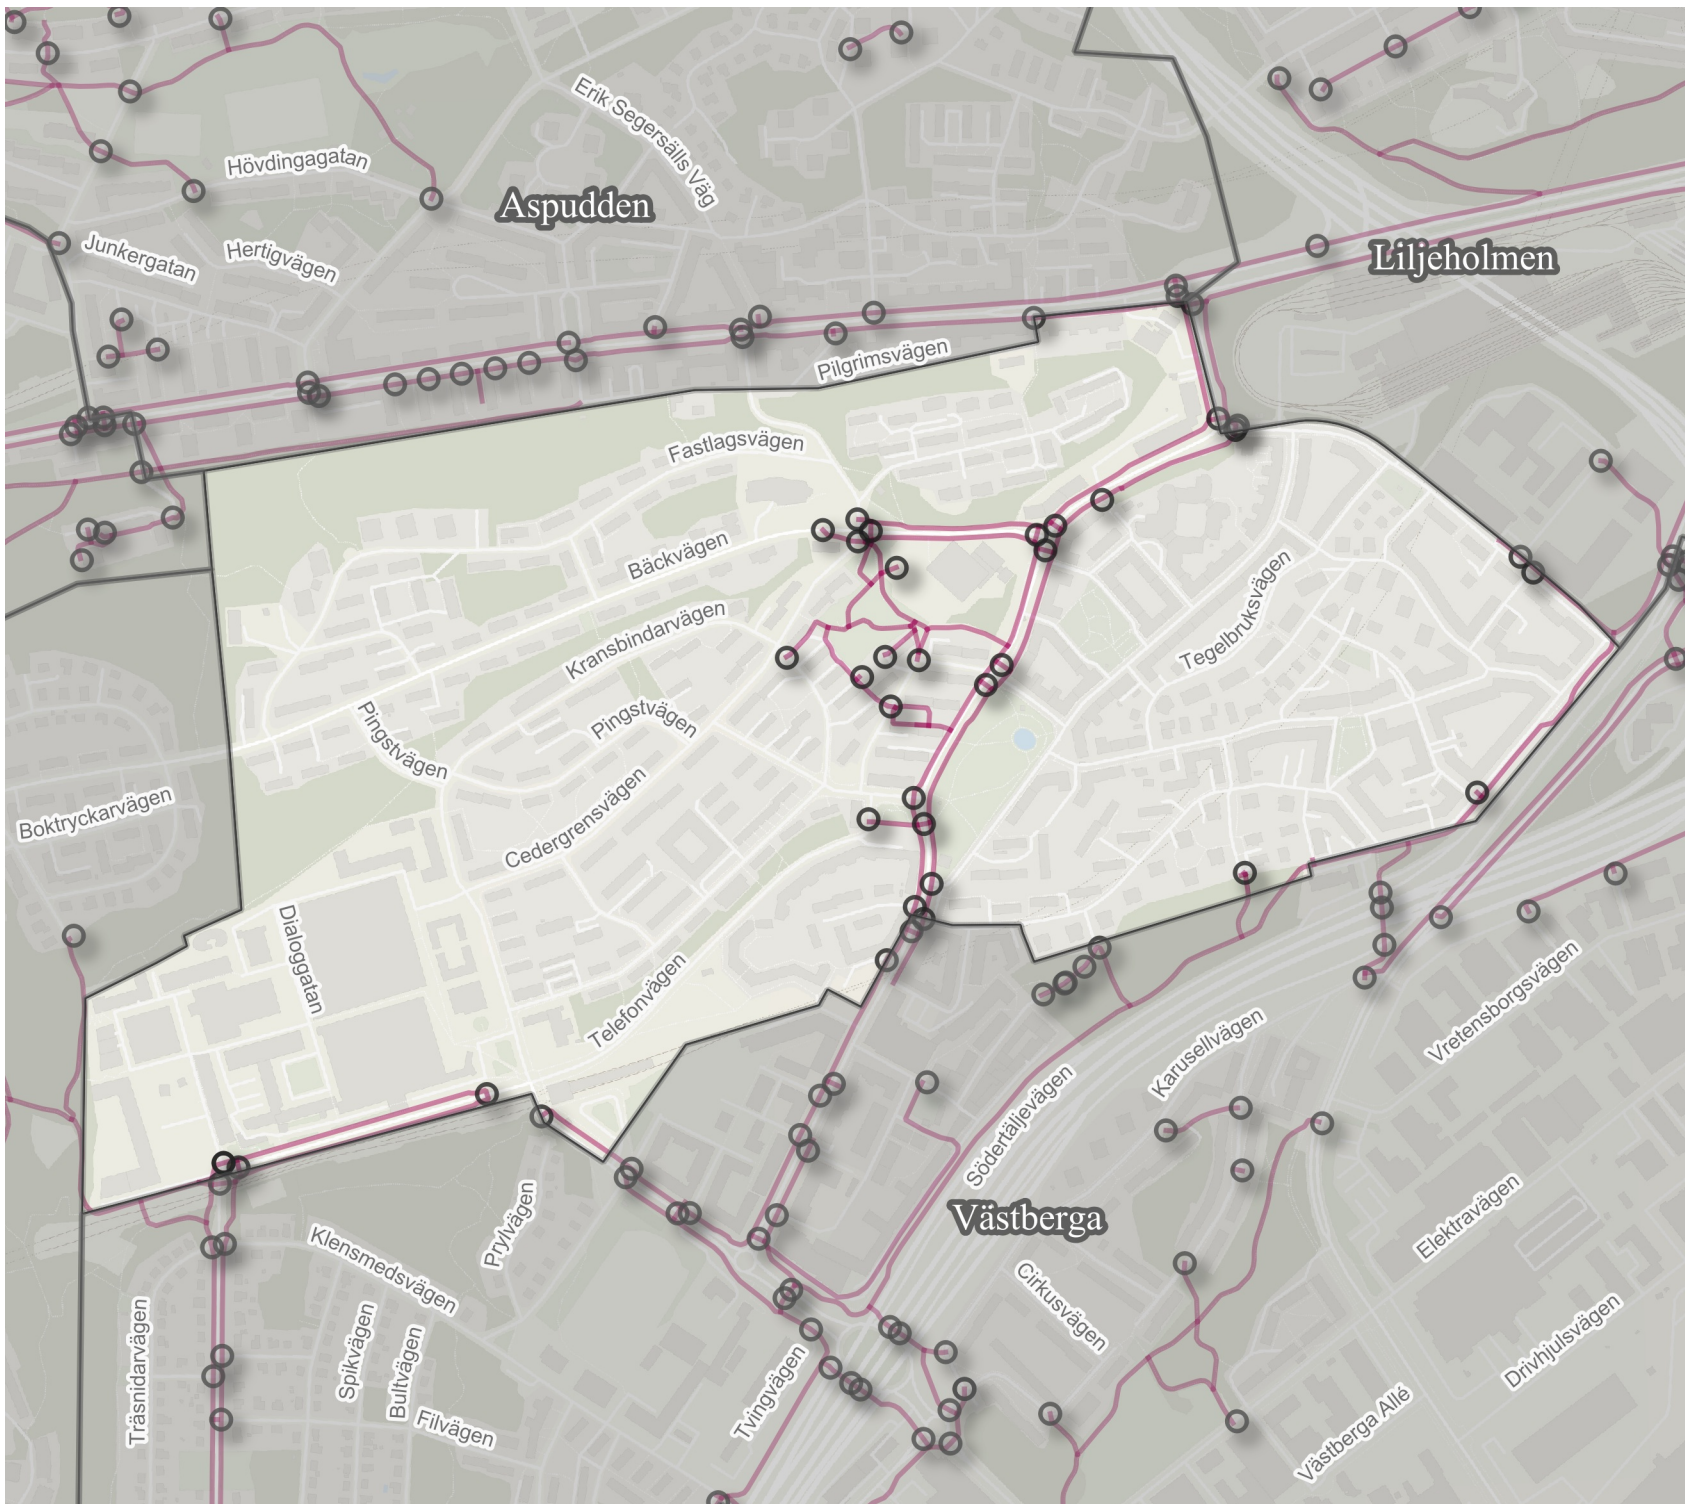 Erik Segersälls Väg
Hövdingagatan
Aspudden
Junkergatan
Hertigvägen
Liljeholmen
Pilgrimsvägen
Fastlagsvägen
Bäckvägen
Tegelbruksvägen
Kransbindarvägen
Pingstvägen
Pingstvägen
Boktryckarvägen
Cedergrensvägen
Dialoggatan
Telefonvägen
Vretensborgsvägen
Karusellvägen
Södertäljevägen
Västberga
Elektravägen
Prylvägen
Klensmedsvägen
Cirkusvägen
Träsnidarvägen
Spikvägen
Bultvägen
Filvägen
Tvingvägen
Drivhjulsvägen
Västberga Allé